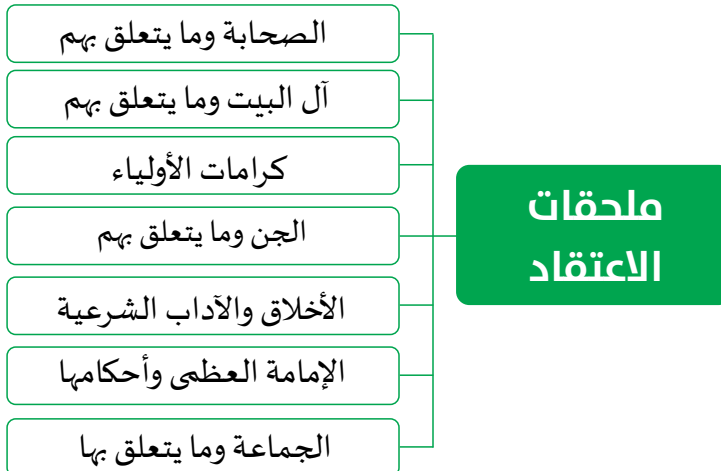 ملحقات
الاعتقاد
الصحابة وما يتعلق بهم
آل البيت وما يتعلق بهم
كرامات الأولياء
الجن وما يتعلق بهم
الأخلاق والآداب الشرعية
الإمامة العظمى وأحكامها
الجماعة وما يتعلق بها